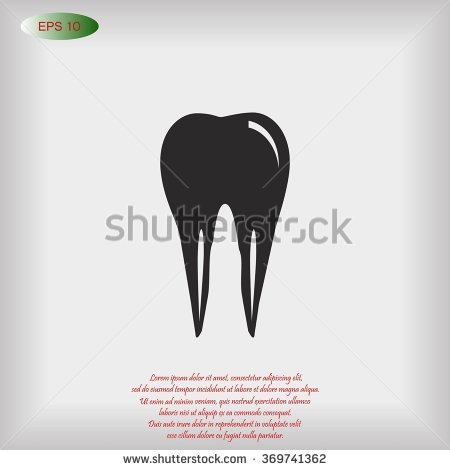 EPS 10
shutterstock
Lorem ipsum dolor sit amet, consectetur adipiscing elit,
sed do eiusmod tempor incididunt ut labore et dolore magna aliqua.
Ut enim ad minim veniam, quis nostrud exercitation ullamco
laboris nisi ut aliquip ex ea commodo consequat.
Duis aute irure dolor in reprehenderit in voluptate velit
esse cillum dolore eu fugiat nulla pariatur.
www.shutterstock.com · 369741362